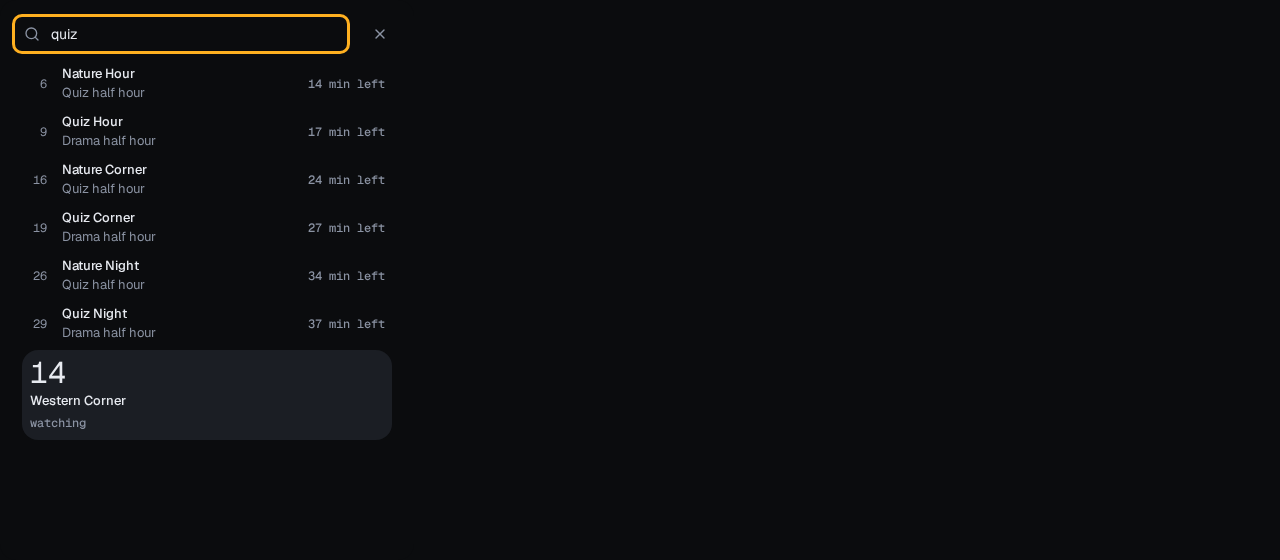 quiz
6 Nature Hour 14 min left
Quiz half hour
9 Quiz Hour 17 min left
Drama half hour
16 Nature Corner 24 min left
Quiz half hour
19 Quiz Corner 27 min left
Drama half hour
26 Nature Night 34 min left
Quiz half hour
29 Quiz Night 37 min left
Drama half hour
14
Western Corner
watching